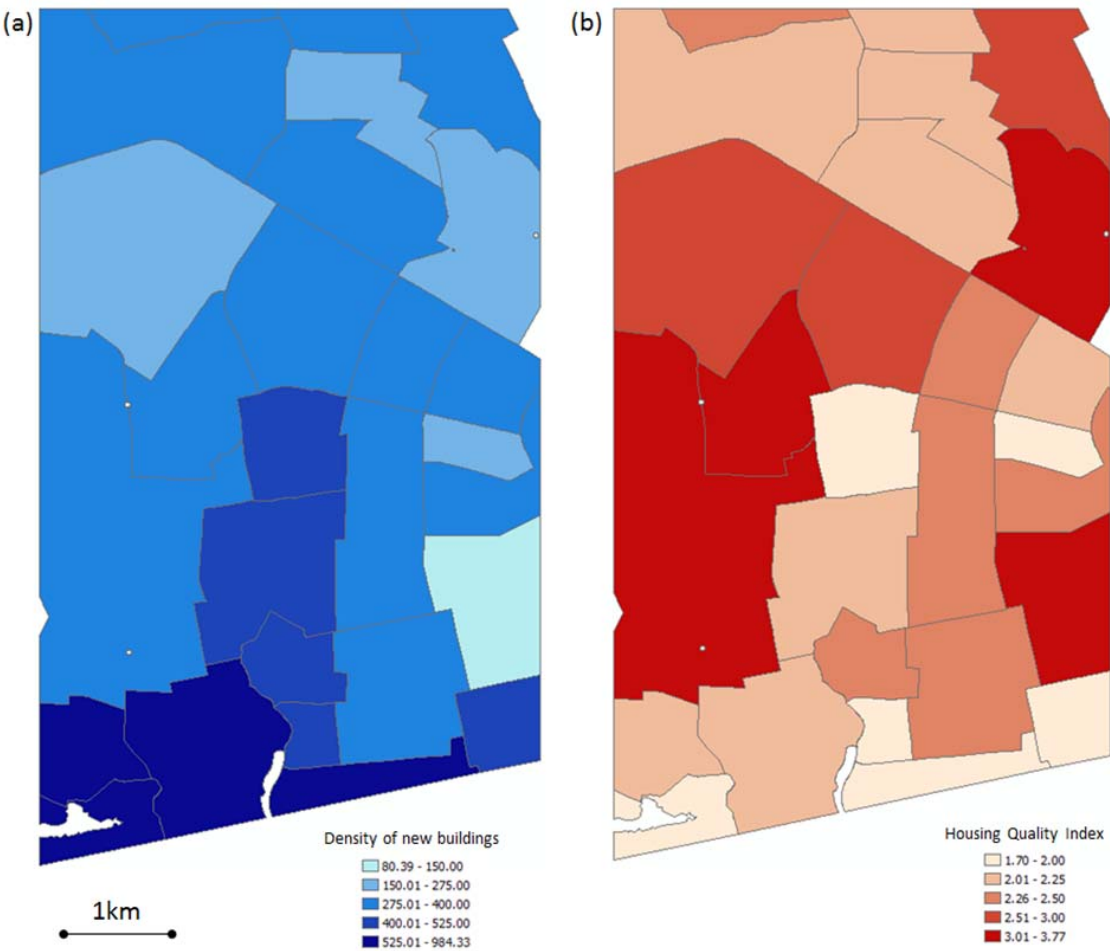 (a)
(b)
Density of new buildings
80.39 - 150.00
150.01 - 275.00
275.01 - 400.00
400.01 - 525.00
525.01 - 984.33
1km
Housing Quality Index
1.70 - 2.00
2.01 - 2.25
2.26 - 2.50
2.51 - 3.00
3.01 - 3.77